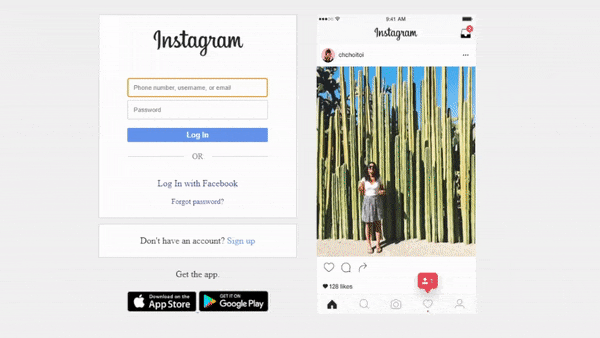 Instagram
Phone number, username, or email
Password
Log In
OR
Log In with Facebook
Forgot password?
Don't have an account? Sign up
Get the app.
Download on the
App Store
GET IT ON
Google Play
9:41 AM
Instagram
chchoitoi
128 likes